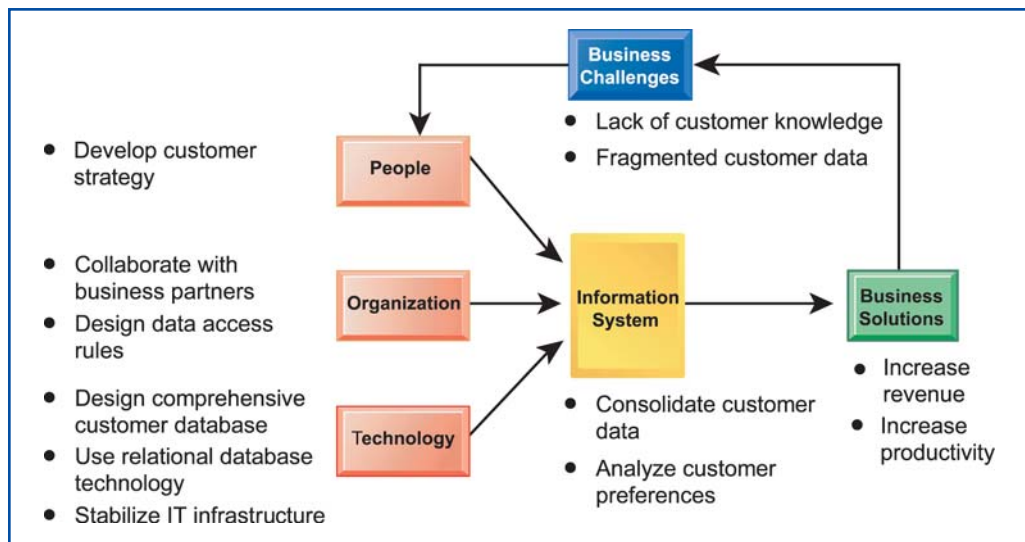 Business
Challenges
• Lack of customer knowledge
• Fragmented customer data
• Develop customer
strategy
People
• Collaborate with
business partners
• Design data access
rules
Organization
Information
System
Business
Solutions
• Increase
revenue
• Increase
productivity
• Design comprehensive
customer database
• Use relational database
technology
• Stabilize IT infrastructure
Technology
• Consolidate customer
data
• Analyze customer
preferences